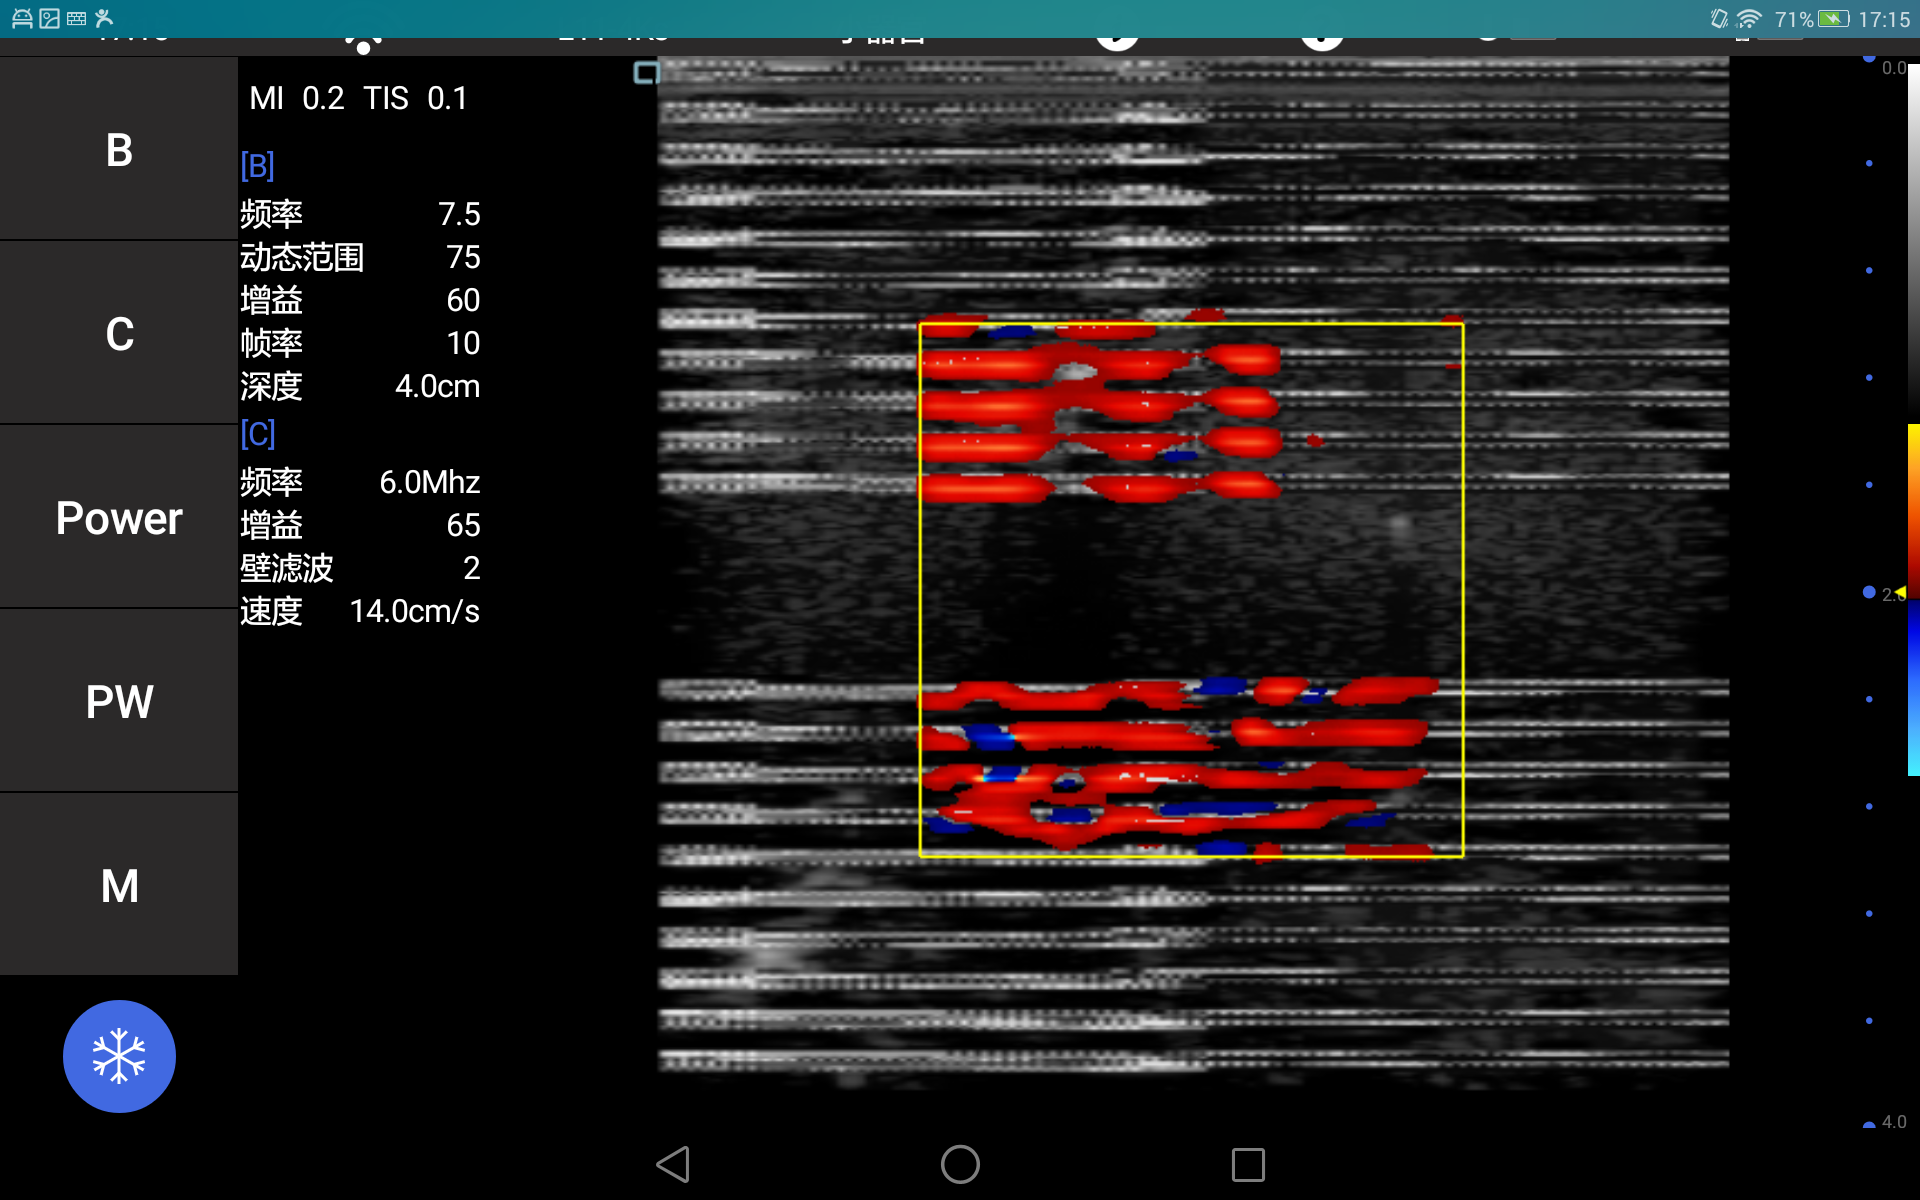 71% 17:15
B
C
Power
PW
M
MI 0.2 TIS 0.1
[B]
频率 7.5
动态范围 75
增益 60
帧率 10
深度 4.0cm
[C]
频率 6.0Mhz
增益 65
壁滤波 2
速度 14.0cm/s
0.0
4.0